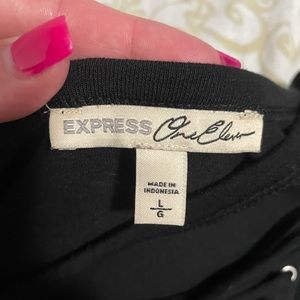 EXPRESS One Eleven
MADE IN
INDONESIA
L
G